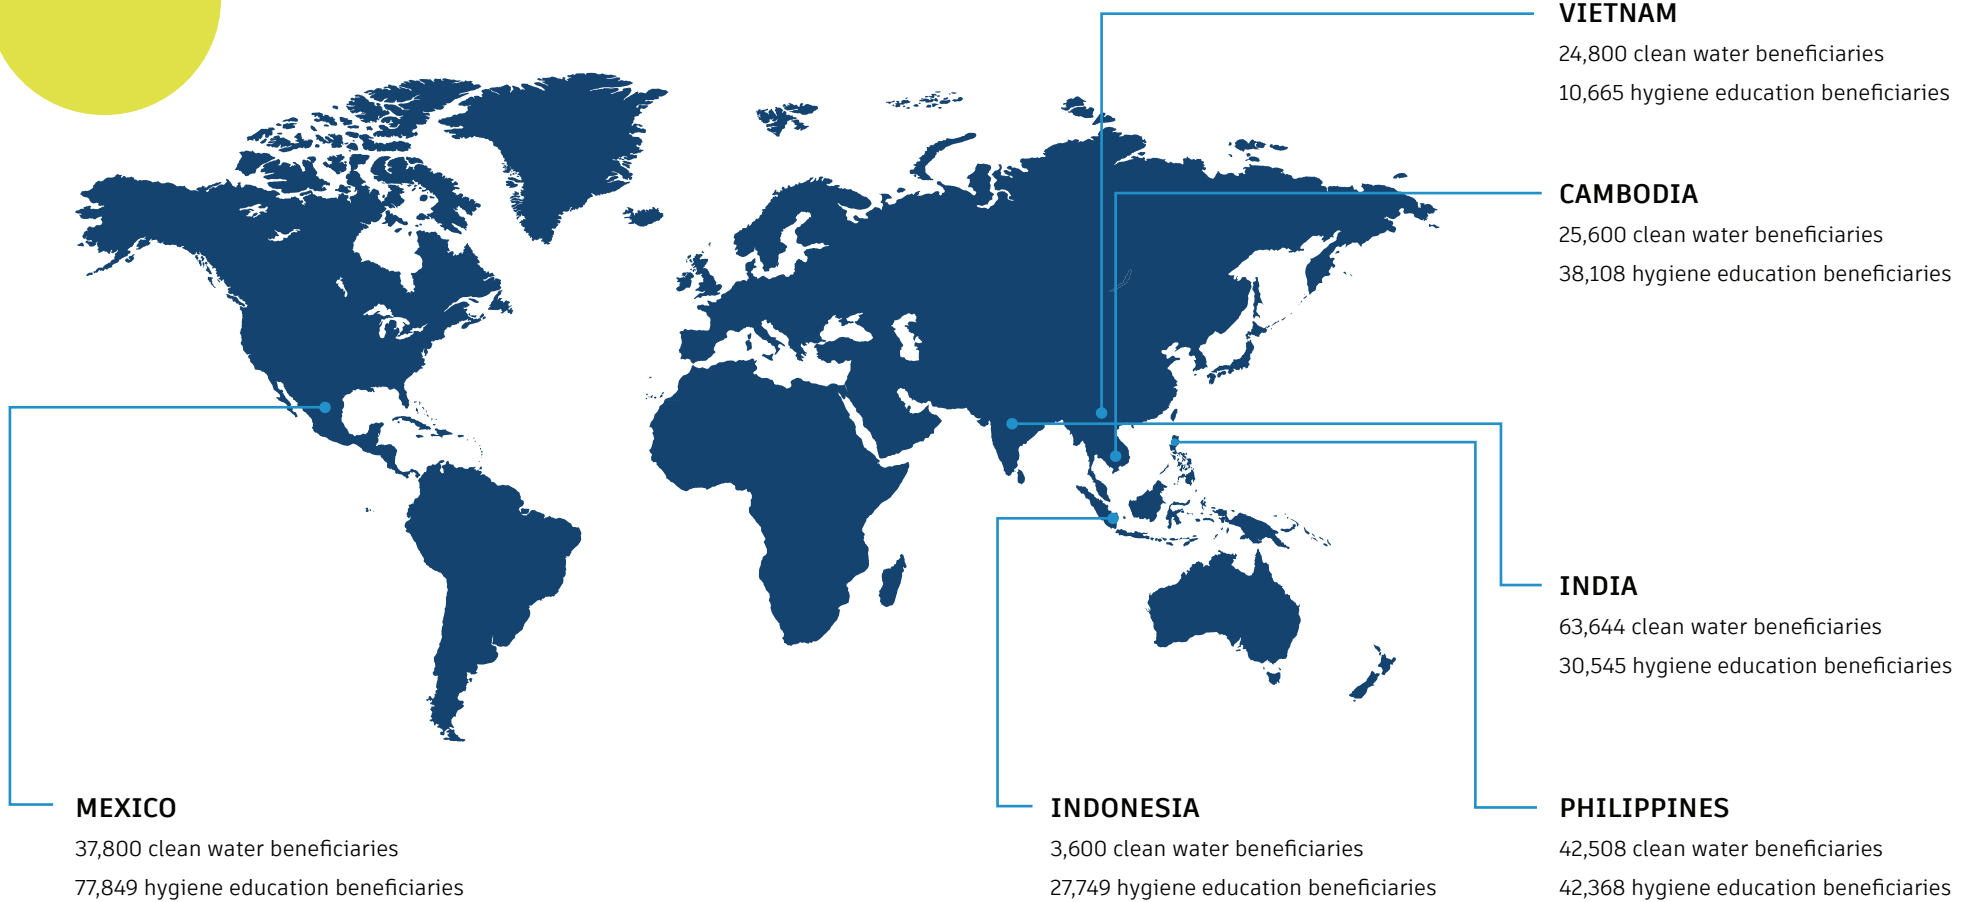 VIETNAM
24,800 clean water beneficiaries
10,665 hygiene education beneficiaries
CAMBODIA
25,600 clean water beneficiaries
38,108 hygiene education beneficiaries
INDIA
63,644 clean water beneficiaries
30,545 hygiene education beneficiaries
MEXICO
37,800 clean water beneficiaries
77,849 hygiene education beneficiaries
INDONESIA
3,600 clean water beneficiaries
27,749 hygiene education beneficiaries
PHILIPPINES
42,508 clean water beneficiaries
42,368 hygiene education beneficiaries